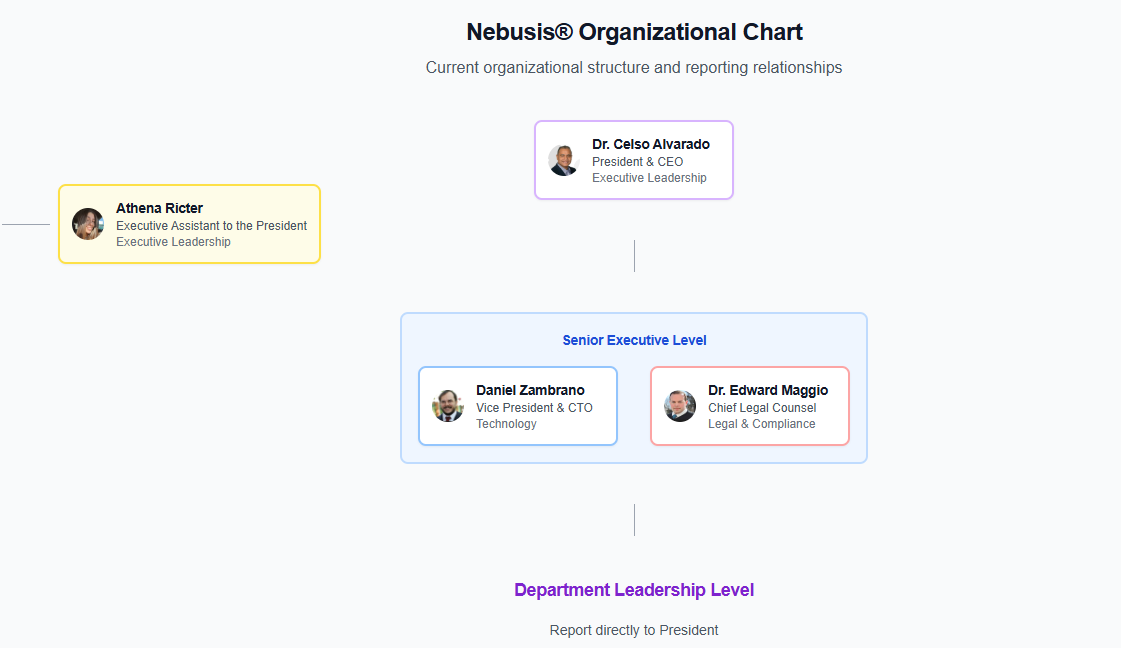 Nebusis® Organizational Chart
Current organizational structure and reporting relationships
Dr. Celso Alvarado
President & CEO
Executive Leadership
Athena Ricter
Executive Assistant to the President
Executive Leadership
Senior Executive Level
Daniel Zambrano
Vice President & CTO
Technology
Dr. Edward Maggio
Chief Legal Counsel
Legal & Compliance
Department Leadership Level
Report directly to President